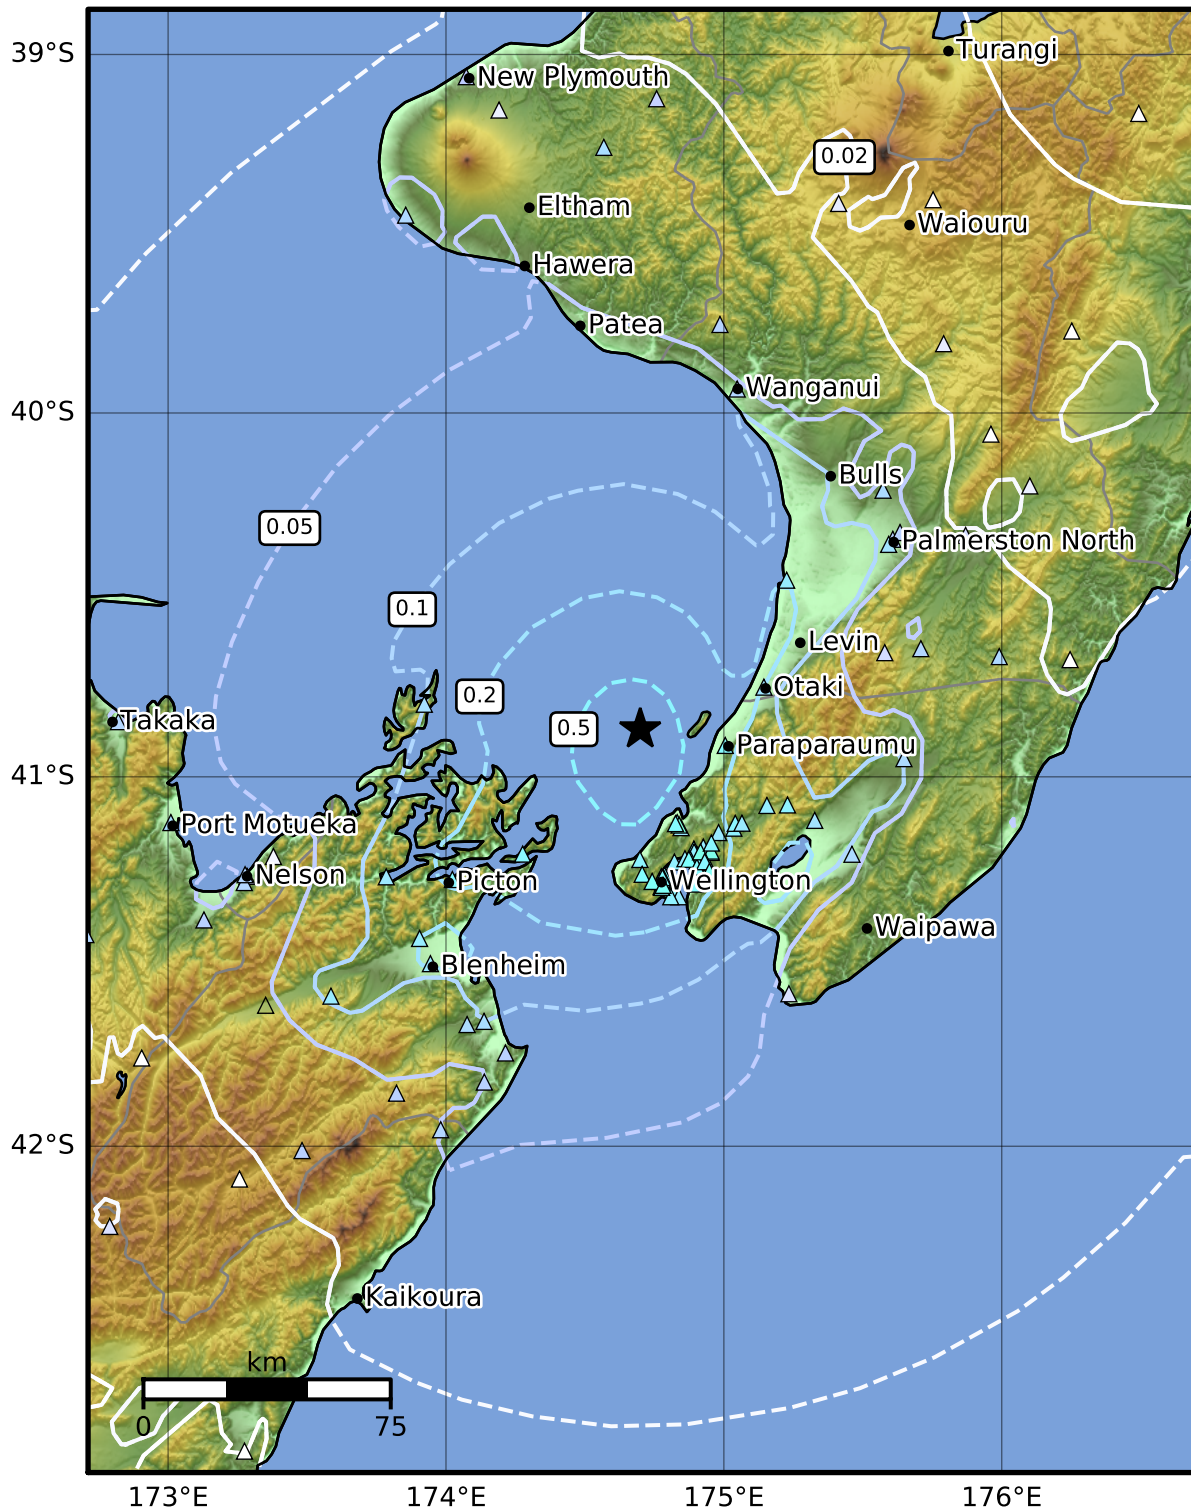 39°S
Turangi
New Plymouth
0.02
Eltham
Waiouru
Hawera
Patea
Wanganui
40°S
Bulls
0.05
Palmerston North
0.1
Levin
0.2
Otaki
Takaka
0.5
Paraparaumu
41°S
Port Motueka
Nelson
Picton
Wellington
Waipawa
Blenheim
42°S
Kaikoura
km
0
75
173°E
174°E
175°E
176°E